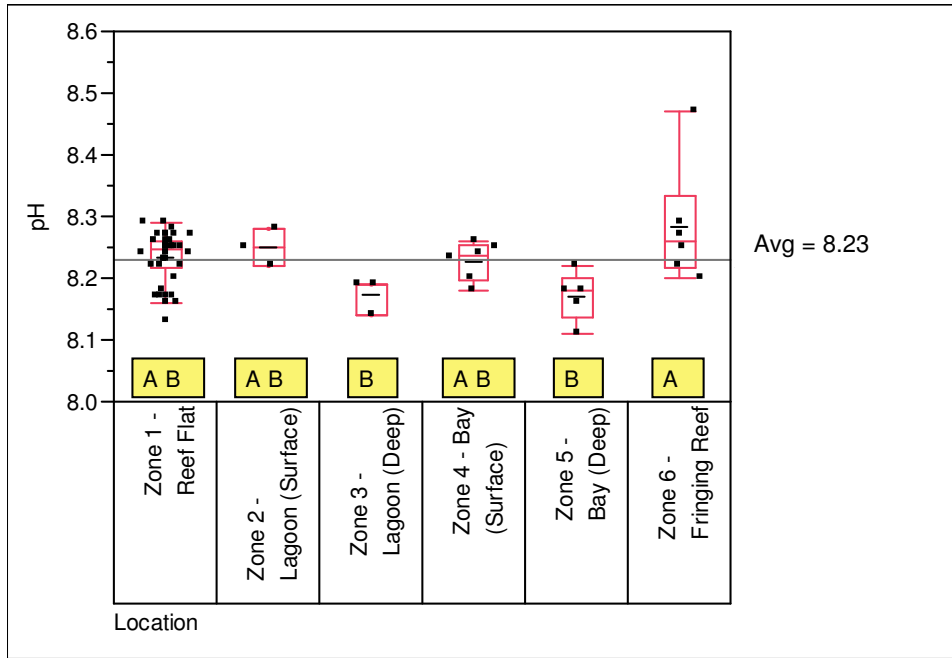 8.6
8.5
8.4
8.3
8.2
8.1
8.0
pH
Avg = 8.23
A B
A B
B
A B
B
A
Zone 1 -
Reef Flat
Zone 2 -
Lagoon (Surface)
Zone 3 -
Lagoon (Deep)
Zone 4 - Bay
(Surface)
Zone 5 -
Bay (Deep)
Zone 6 -
Fringing Reef
Location